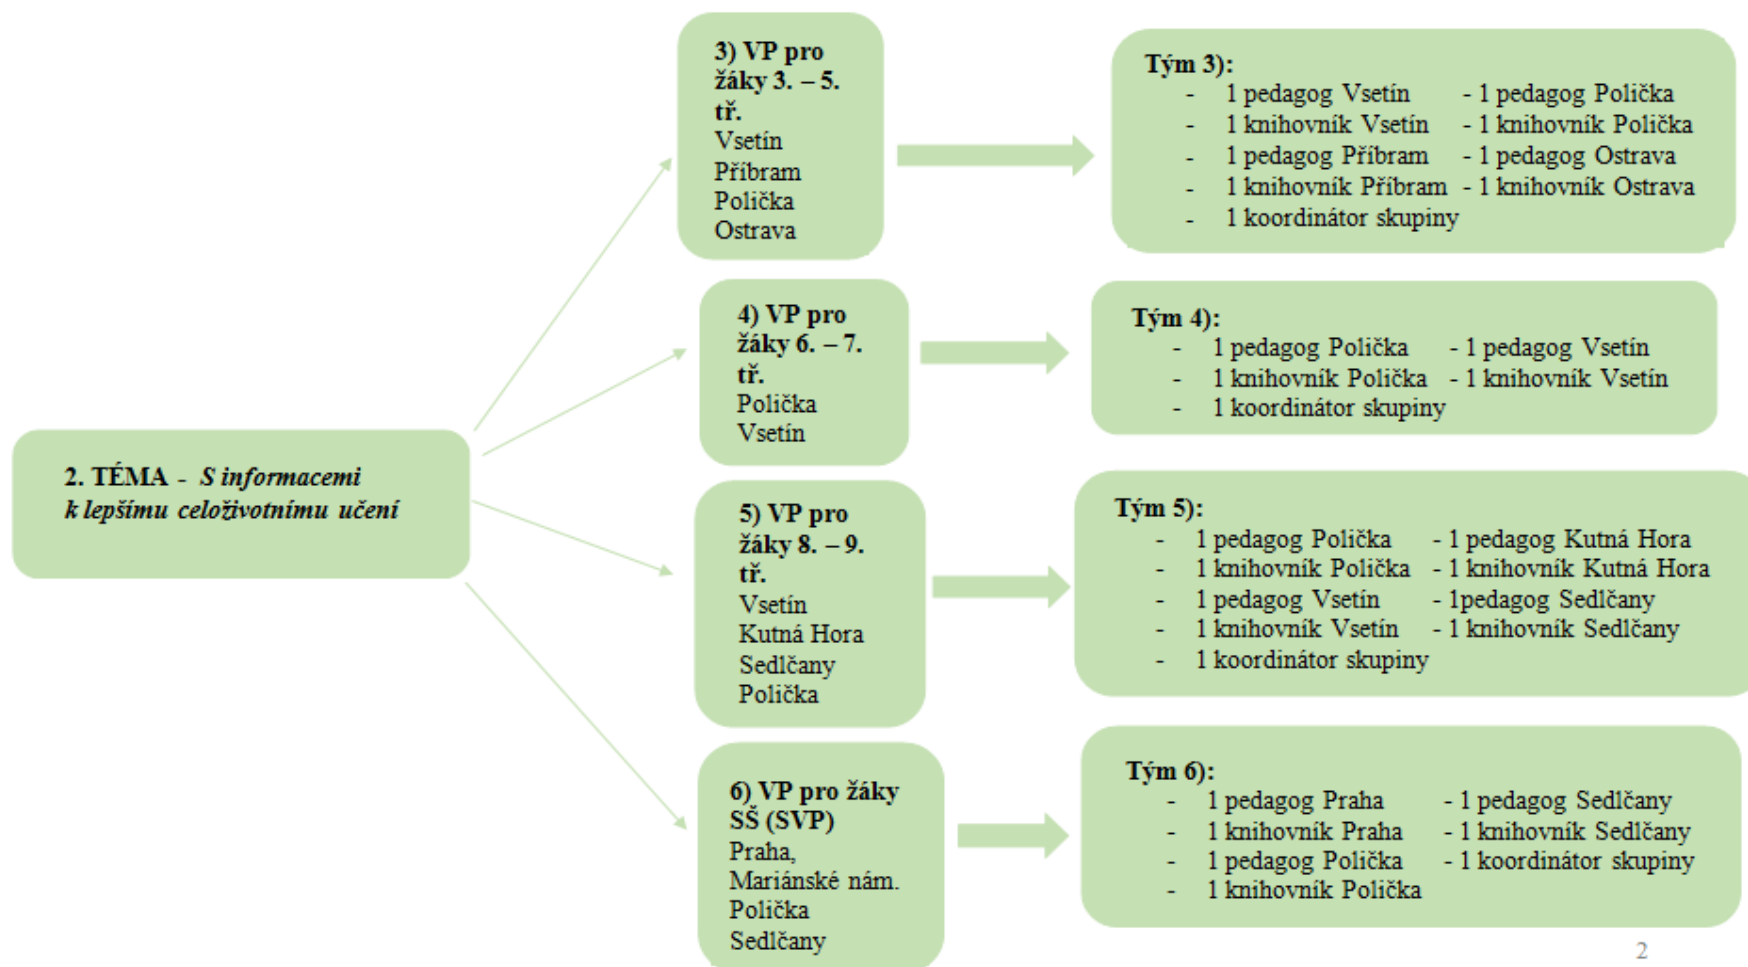 3) VP pro
žáky 3. – 5.
tř.
Vsetín
Příbram
Polička
Ostrava
Tým 3):
- 1 pedagog Vsetín - 1 pedagog Polička
- 1 knihovník Vsetín - 1 knihovník Polička
- 1 pedagog Příbram - 1 pedagog Ostrava
- 1 knihovník Příbram - 1 knihovník Ostrava
- 1 koordinátor skupiny
4) VP pro
žáky 6. – 7.
tř.
Polička
Vsetín
Tým 4):
- 1 pedagog Polička - 1 pedagog Vsetín
- 1 knihovník Polička - 1 knihovník Vsetín
- 1 koordinátor skupiny
2. TÉMA - S informacemi
k lepšímu celoživotnímu učení
5) VP pro
žáky 8. – 9.
tř.
Vsetín
Kutná Hora
Sedlčany
Polička
Tým 5):
- 1 pedagog Polička - 1 pedagog Kutná Hora
- 1 knihovník Polička - 1 knihovník Kutná Hora
- 1 pedagog Vsetín - 1pedagog Sedlčany
- 1 knihovník Vsetín - 1 knihovník Sedlčany
- 1 koordinátor skupiny
6) VP pro žáky
SŠ (SVP)
Praha,
Mariánské nám.
Polička
Sedlčany
Tým 6):
- 1 pedagog Praha - 1 pedagog Sedlčany
- 1 knihovník Praha - 1 knihovník Sedlčany
- 1 pedagog Polička - 1 koordinátor skupiny
- 1 knihovník Polička
2